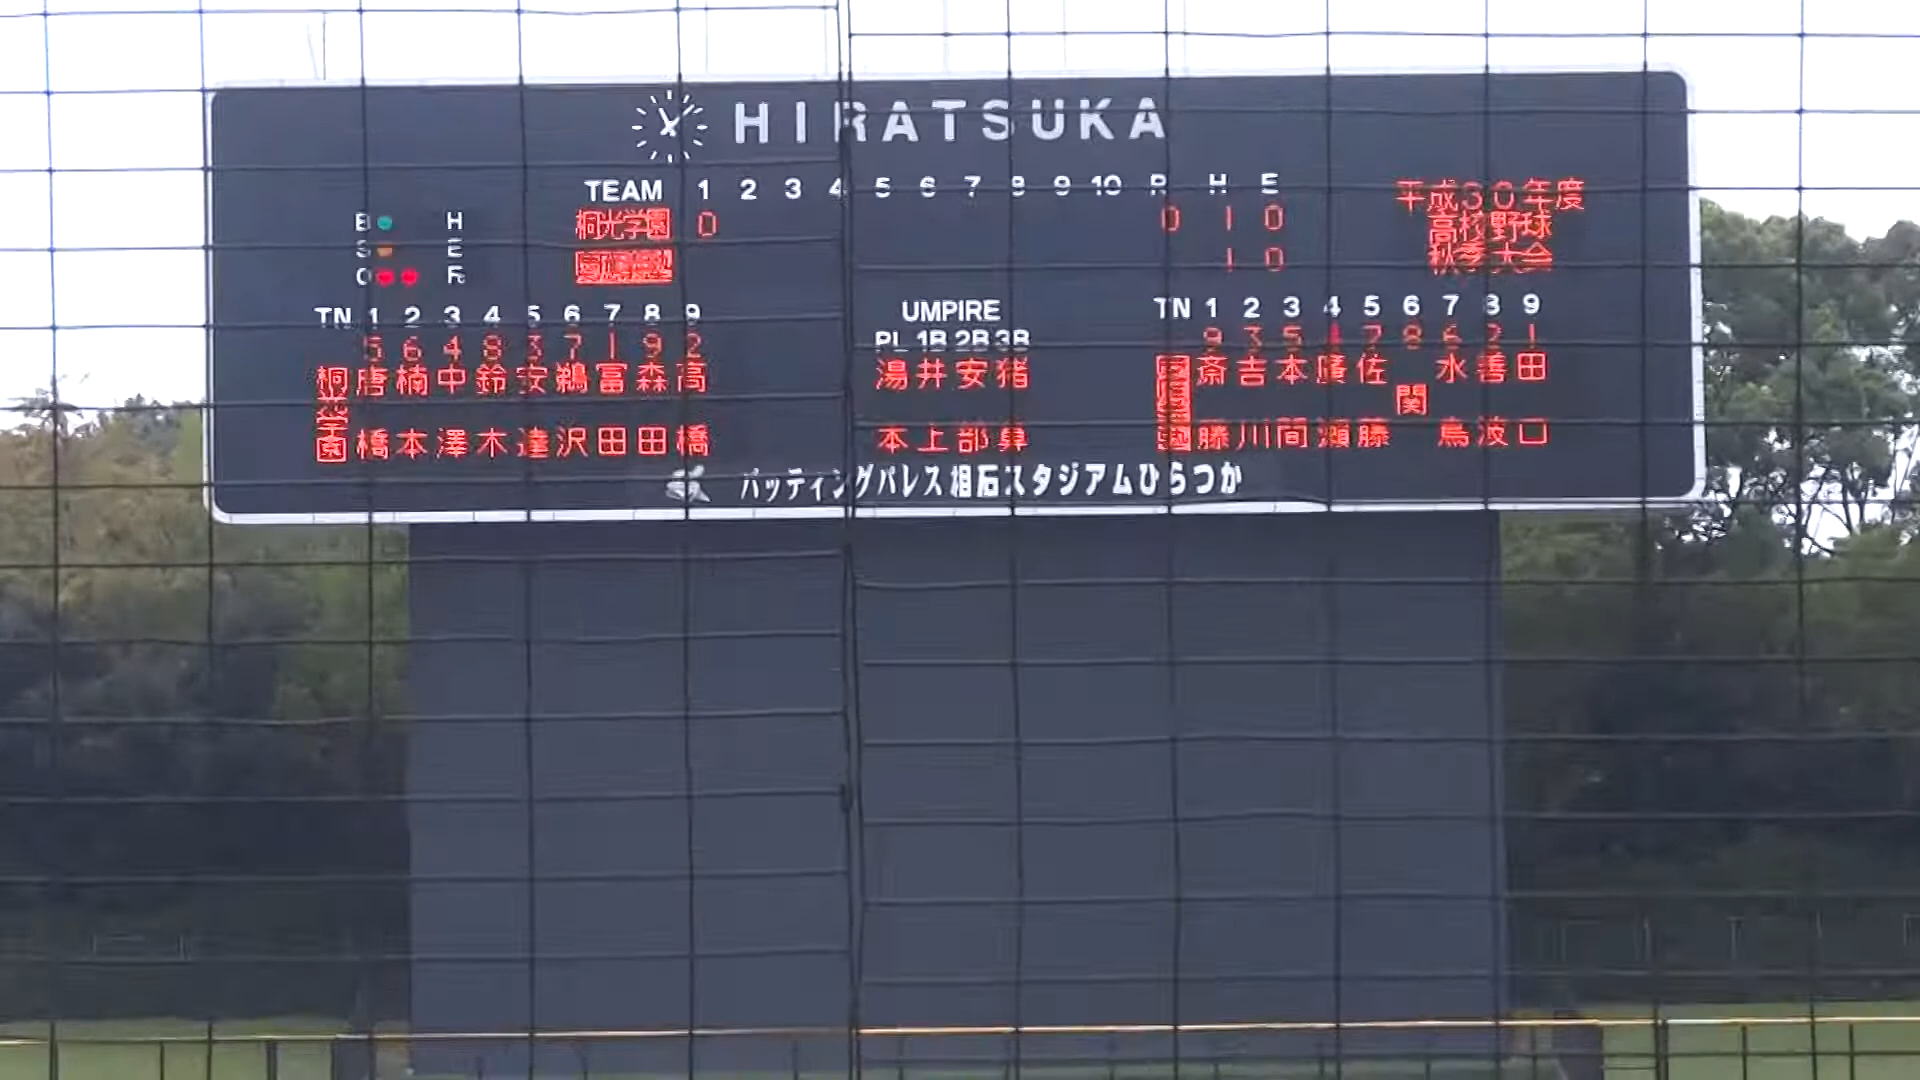 HIRATSUKA
TEAM 1 2 3 4 5 6 7 8 9 10 R H E
平成30年度
高校野球
秋季大会
B H
桐光学園 0 0 1 0
S E
1 0
O R
TN 1 2 3 4 5 6 7 8 9
5 6 4 8 3 7 1 9 2
桐光学園 唐橋 楠本 中澤 鈴木 安達 鵜沢 冨田 森田 高橋
UMPIRE
PL 1B 2B 3B
湯本 井上 安部 猪鼻
TN 1 2 3 4 5 6 7 8 9
9 3 5 4 7 8 6 2 1
斎藤 吉川 本間 廣瀬 佐藤 関 水鳥 善波 田口
バッティングパレス相石スタジアムひらつか